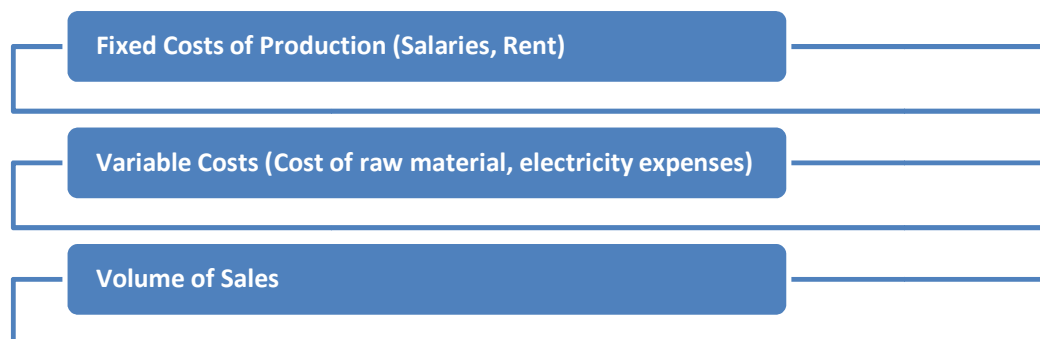 Fixed Costs of Production (Salaries, Rent)
Variable Costs (Cost of raw material, electricity expenses)
Volume of Sales